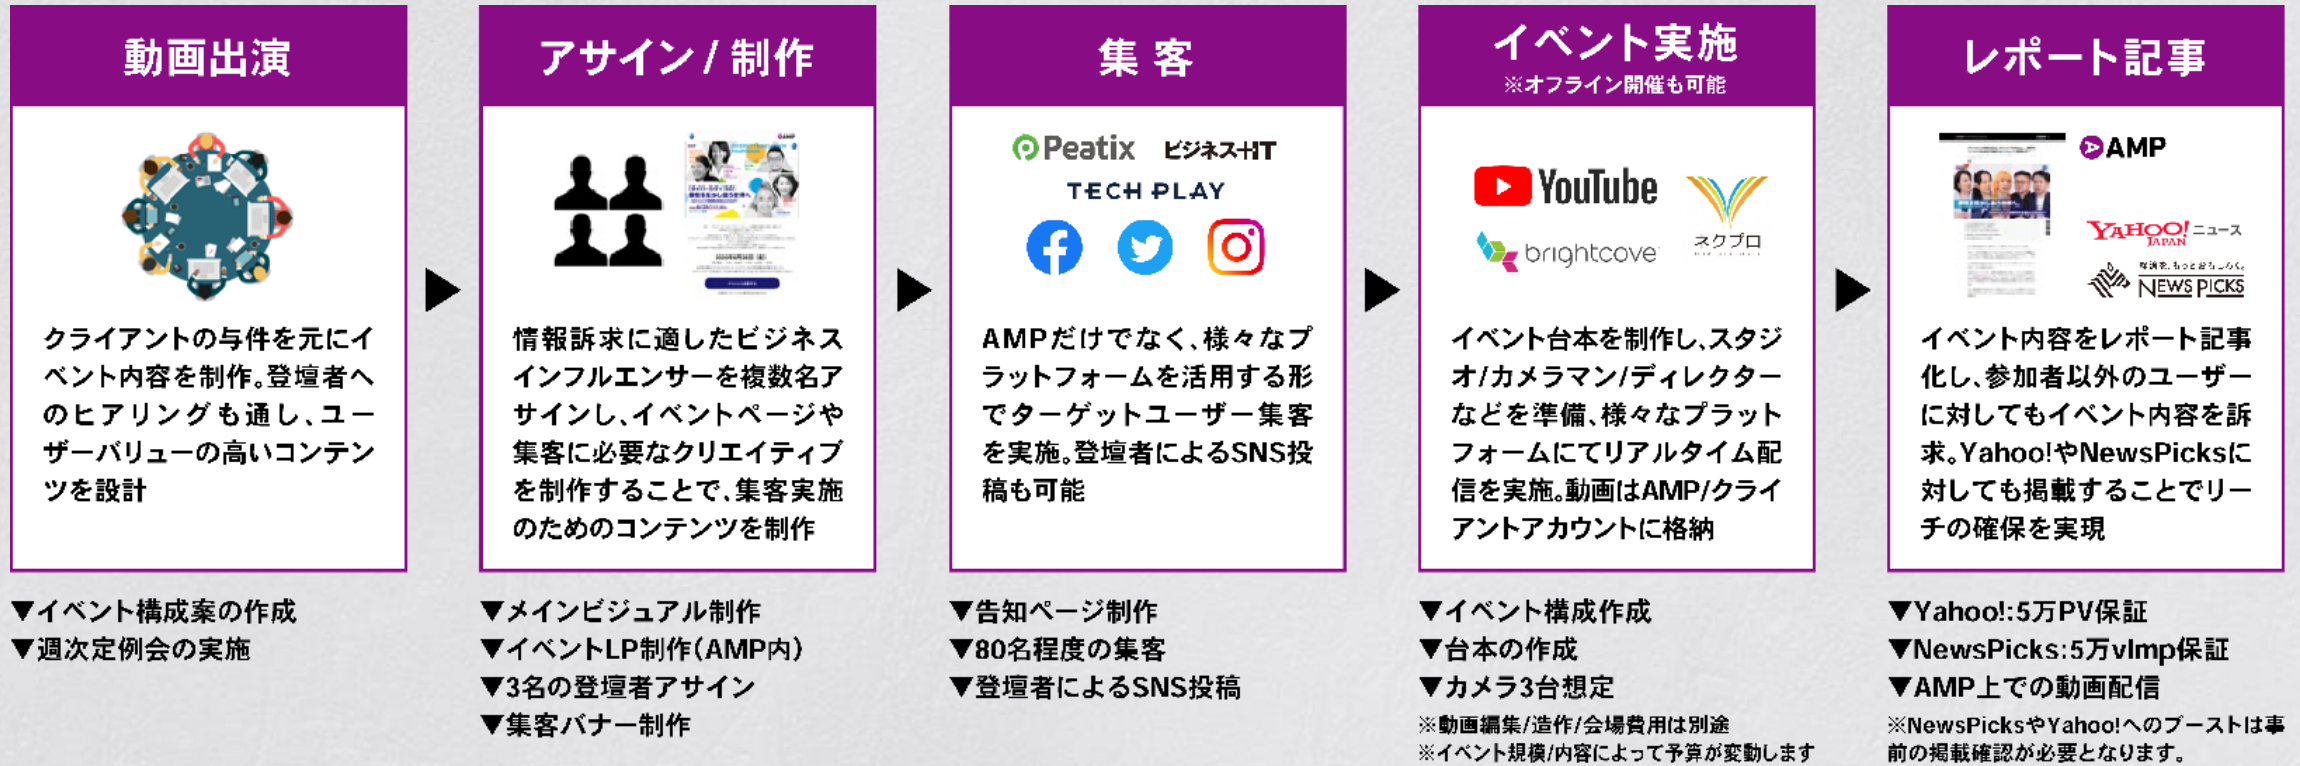 動画出演
クライアントの与件を元にイ
ベント内容を制作。登壇者へ
のヒアリングも通し、ユー
ザーバリューの高いコンテン
ツを設計
▼イベント構成案の作成
▼週次定例会の実施
アサイン / 制作
情報訴求に適したビジネス
インフルエンサーを複数名ア
サインし、イベントページや
集客に必要なクリエイティブ
を制作することで、集客実施
のためのコンテンツを制作
▼メインビジュアル制作
▼イベントLP制作(AMP内)
▼3名の登壇者アサイン
▼集客バナー制作
集客
Peatix ビジネス+IT
TECH PLAY
AMPだけでなく、様々なプ
ラットフォームを活用する形
でターゲットユーザー集客
を実施。登壇者によるSNS投
稿も可能
▼告知ページ制作
▼80名程度の集客
▼登壇者によるSNS投稿
イベント実施
※オフライン開催も可能
YouTube
ネクプロ
brightcove
イベント台本を制作し、スタジ
オ/カメラマン/ディレクター
などを準備、様々なプラット
フォームにてリアルタイム配
信を実施。動画はAMP/クライ
アントアカウントに格納
▼イベント構成作成
▼台本の作成
▼カメラ3台想定
※動画編集/造作/会場費用は別途
※イベント規模/内容によって予算が変動します
レポート記事
AMP
YAHOO! ニュース
JAPAN
経済を、もっとおもしろく。
NEWS PICKS
イベント内容をレポート記事
化し、参加者以外のユーザー
に対してもイベント内容を訴
求。Yahoo!やNewsPicksに
対しても掲載することでリー
チの確保を実現
▼Yahoo!:5万PV保証
▼NewsPicks:5万vImp保証
▼AMP上での動画配信
※NewsPicksやYahoo!へのブーストは事
前の掲載確認が必要となります。